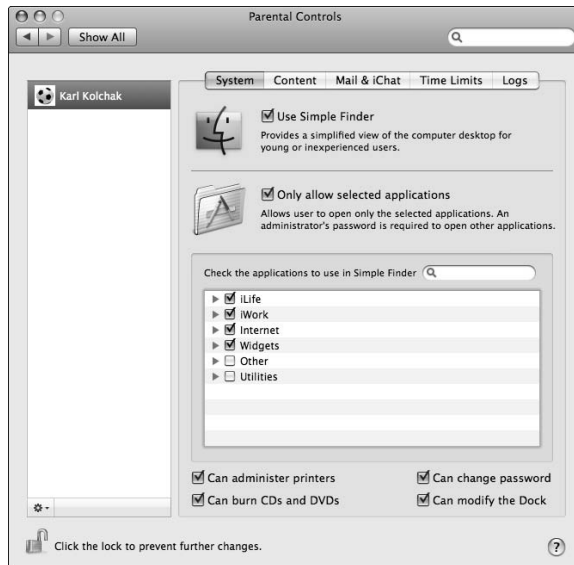 Parental Controls
Show All
Karl Kolchak
System Content Mail & iChat Time Limits Logs
Use Simple Finder
Provides a simplified view of the computer desktop for
young or inexperienced users.
Only allow selected applications
Allows user to open only the selected applications. An
administrator's password is required to open other applications.
Check the applications to use in Simple Finder
iLife
iWork
Internet
Widgets
Other
Utilities
Can administer printers Can change password
Can burn CDs and DVDs Can modify the Dock
Click the lock to prevent further changes.
?